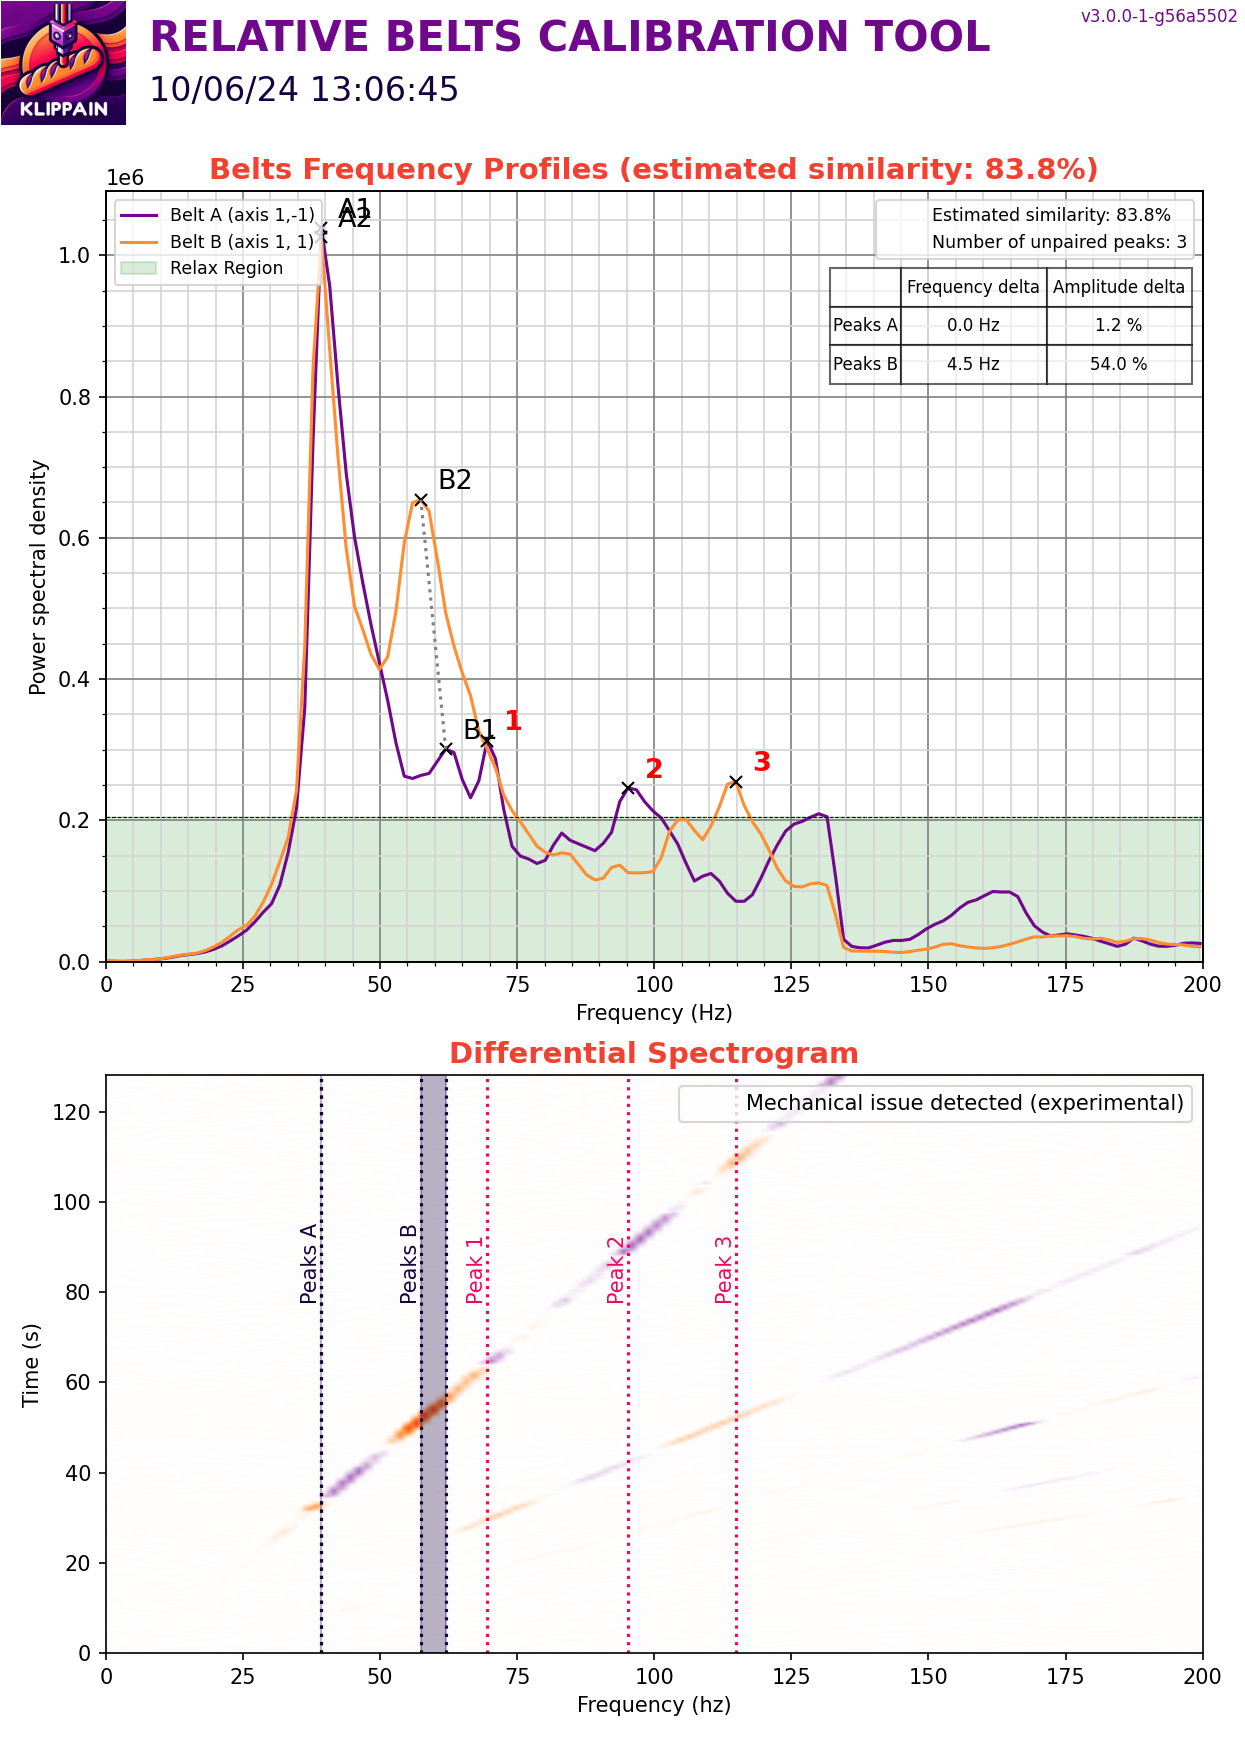 v3.0.0-1-g56a5502
RELATIVE BELTS CALIBRATION TOOL
10/06/24 13:06:45
KLIPPAIN
Belts Frequency Profiles (estimated similarity: 83.8%)
1e6
Belt A (axis 1,-1)
Belt B (axis 1, 1)
Relax Region
Estimated similarity: 83.8%
Number of unpaired peaks: 3
Frequency delta Amplitude delta
Peaks A 0.0 Hz 1.2 %
Peaks B 4.5 Hz 54.0 %
A1
A2
B2
B1
1
2
3
Power spectral density
1.0
0.8
0.6
0.4
0.2
0.0
0 25 50 75 100 125 150 175 200
Frequency (Hz)
Differential Spectrogram
Mechanical issue detected (experimental)
Peaks A
Peaks B
Peak 1
Peak 2
Peak 3
Time (s)
120
100
80
60
40
20
0
0 25 50 75 100 125 150 175 200
Frequency (hz)